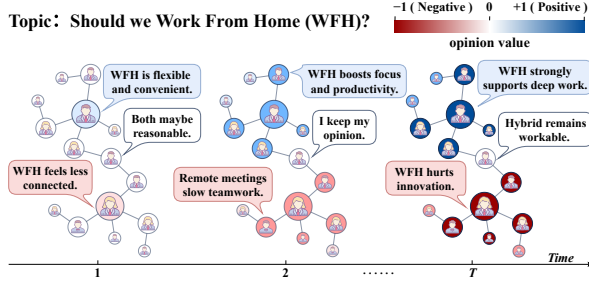 Topic: Should we Work From Home (WFH)?
−1 ( Negative )  0  +1 (Positive)
opinion value
WFH is flexible
and convenient.
Both maybe
reasonable.
WFH feels less
connected.
WFH boosts focus
and productivity.
I keep my
opinion.
Remote meetings
slow teamwork.
WFH strongly
supports deep work.
Hybrid remains
workable.
WFH hurts
innovation.
Time
1 2 ······ T